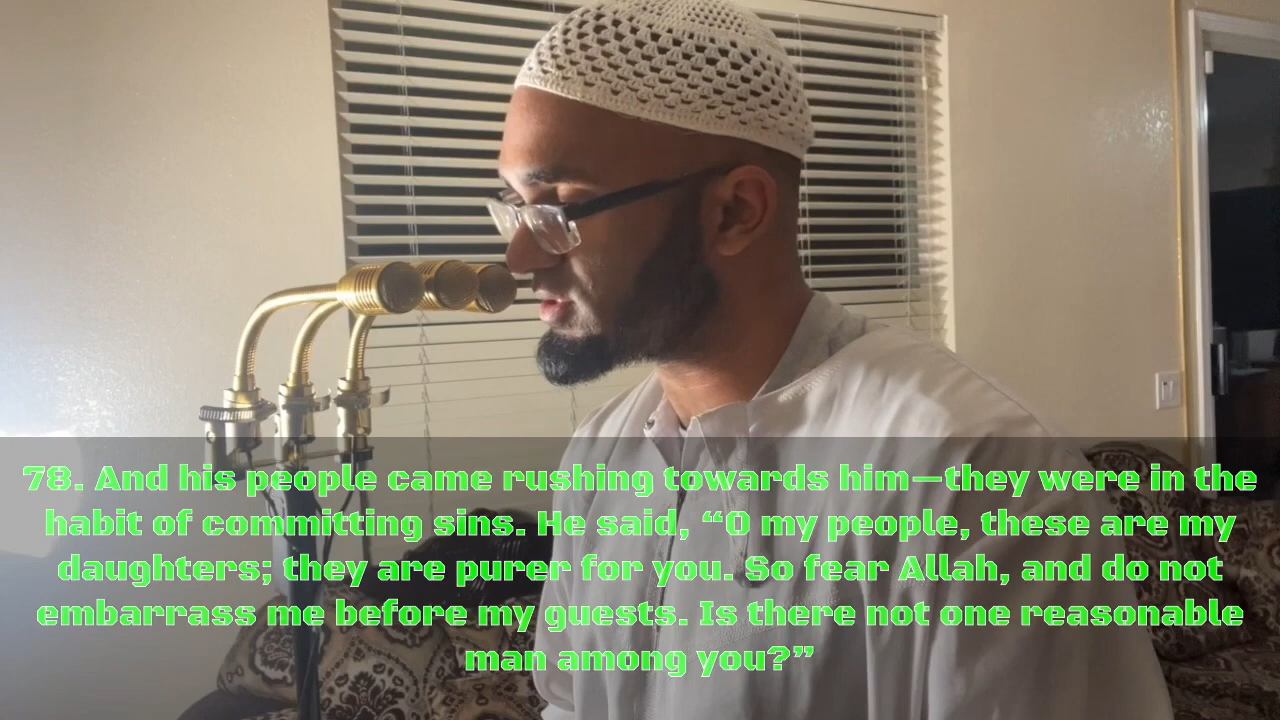 78. And his people came rushing towards him—they were in the
habit of committing sins. He said, “O my people, these are my
daughters; they are purer for you. So fear Allah, and do not
embarrass me before my guests. Is there not one reasonable
man among you?”